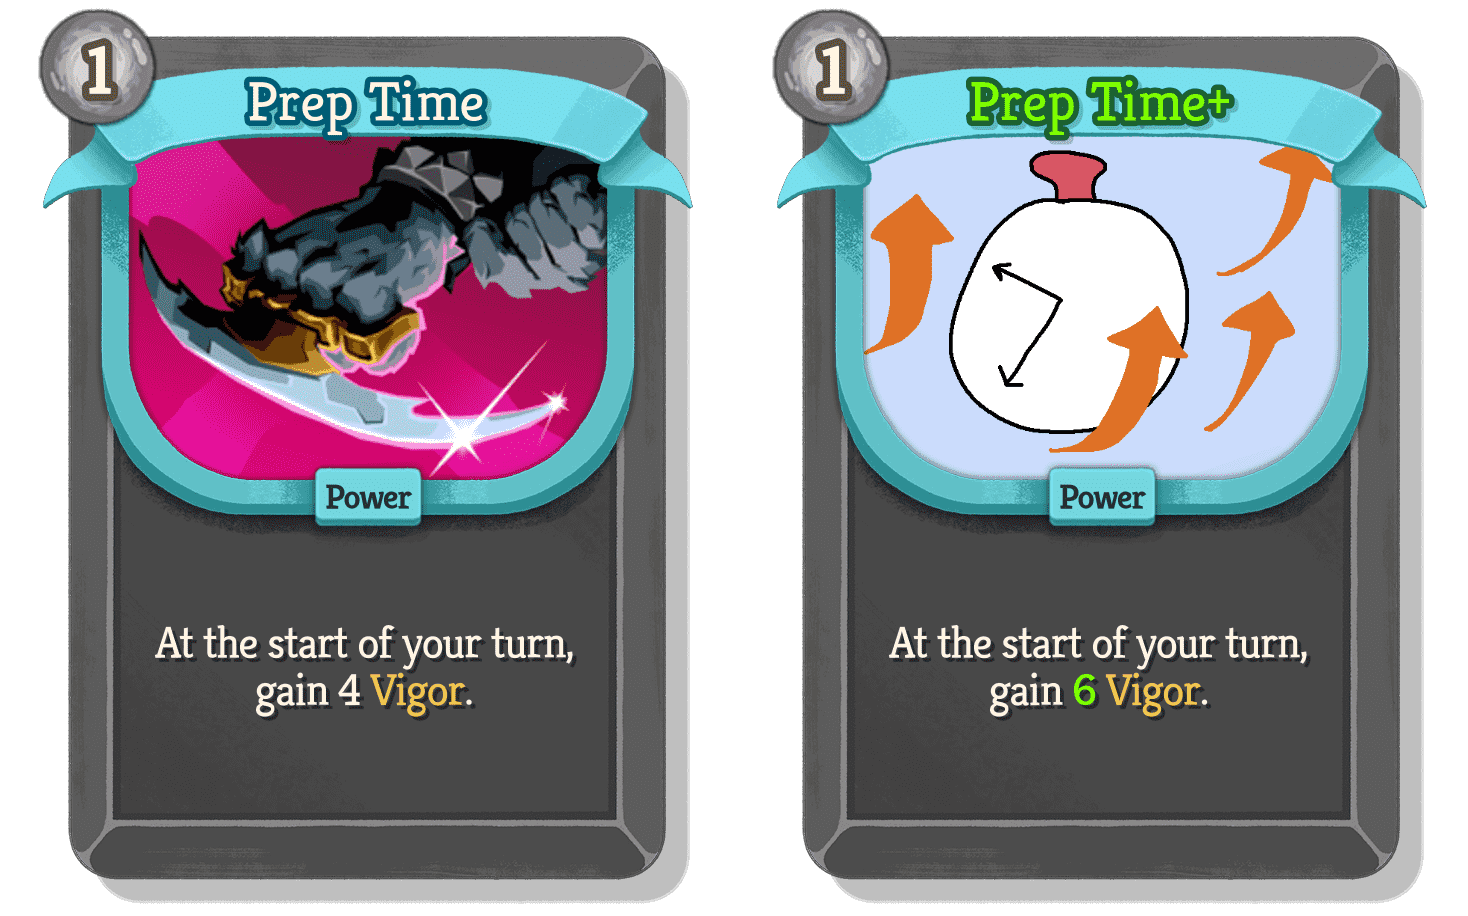 1
Prep Time
Power
At the start of your turn,
gain 4 Vigor.
1
Prep Time+
Power
At the start of your turn,
gain 6 Vigor.